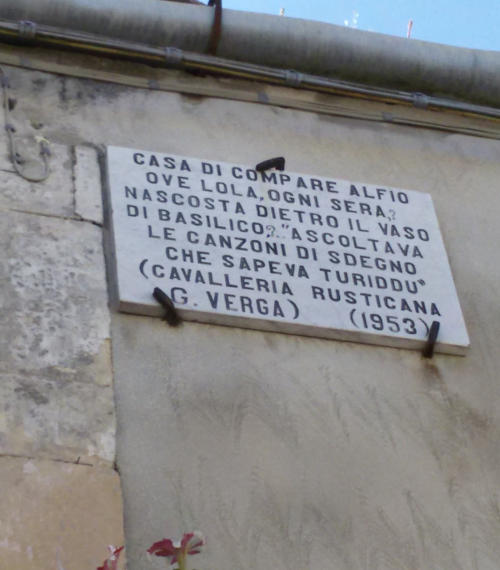 CASA DI COMPARE ALFIO
OVE LOLA, OGNI SERA,
NASCOSTA DIETRO IL VASO
DI BASILICO, "ASCOLTAVA
LE CANZONI DI SDEGNO
CHE SAPEVA TURIDDU"
(CAVALLERIA RUSTICANA
G. VERGA) (1953)